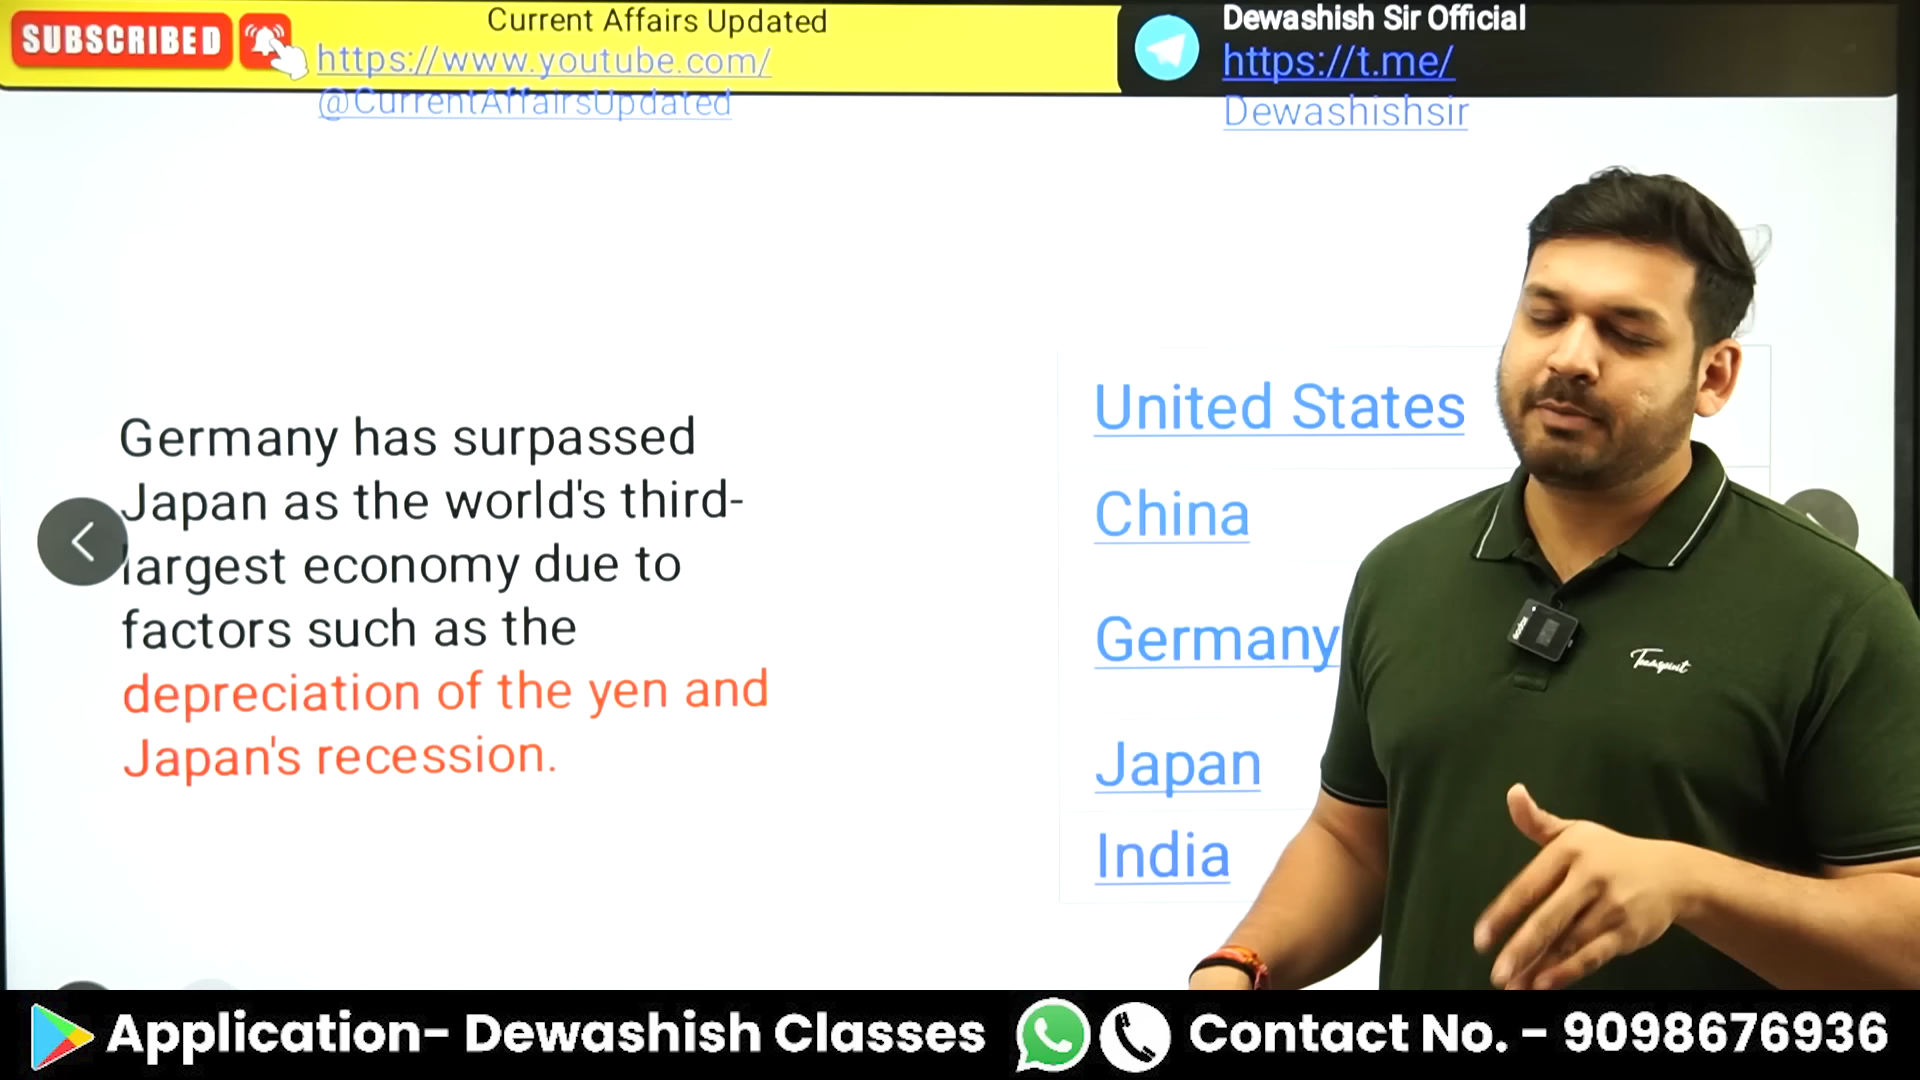 SUBSCRIBED
Current Affairs Updated
https://www.youtube.com/
@CurrentAffairsUpdated
Dewashish Sir Official
https://t.me/
Dewashishsir
Germany has surpassed
Japan as the world's third-
largest economy due to
factors such as the
depreciation of the yen and
Japan's recession.
United States
China
Germany
Japan
India
Application- Dewashish Classes
Contact No. - 9098676936